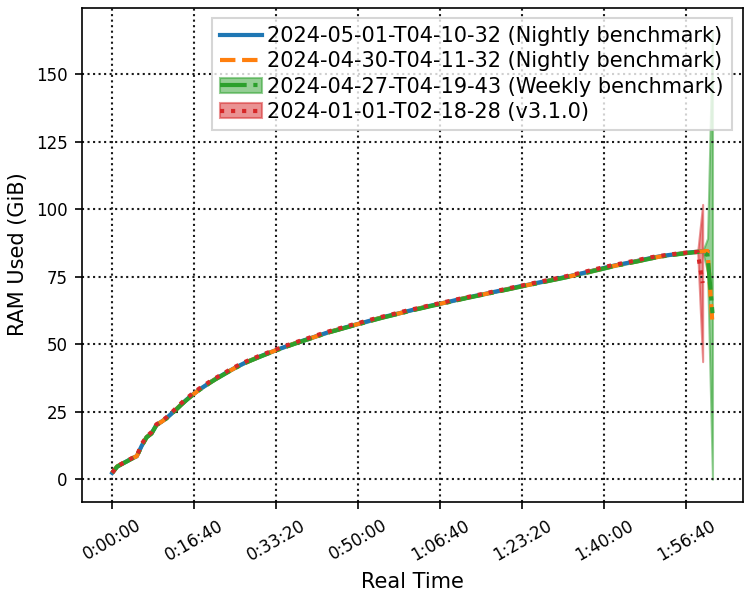 2024-05-01-T04-10-32 (Nightly benchmark)
2024-04-30-T04-11-32 (Nightly benchmark)
2024-04-27-T04-19-43 (Weekly benchmark)
2024-01-01-T02-18-28 (v3.1.0)
RAM Used (GiB)
150
125
100
75
50
25
0
0:00:00
0:16:40
0:33:20
0:50:00
1:06:40
1:23:20
1:40:00
1:56:40
Real Time